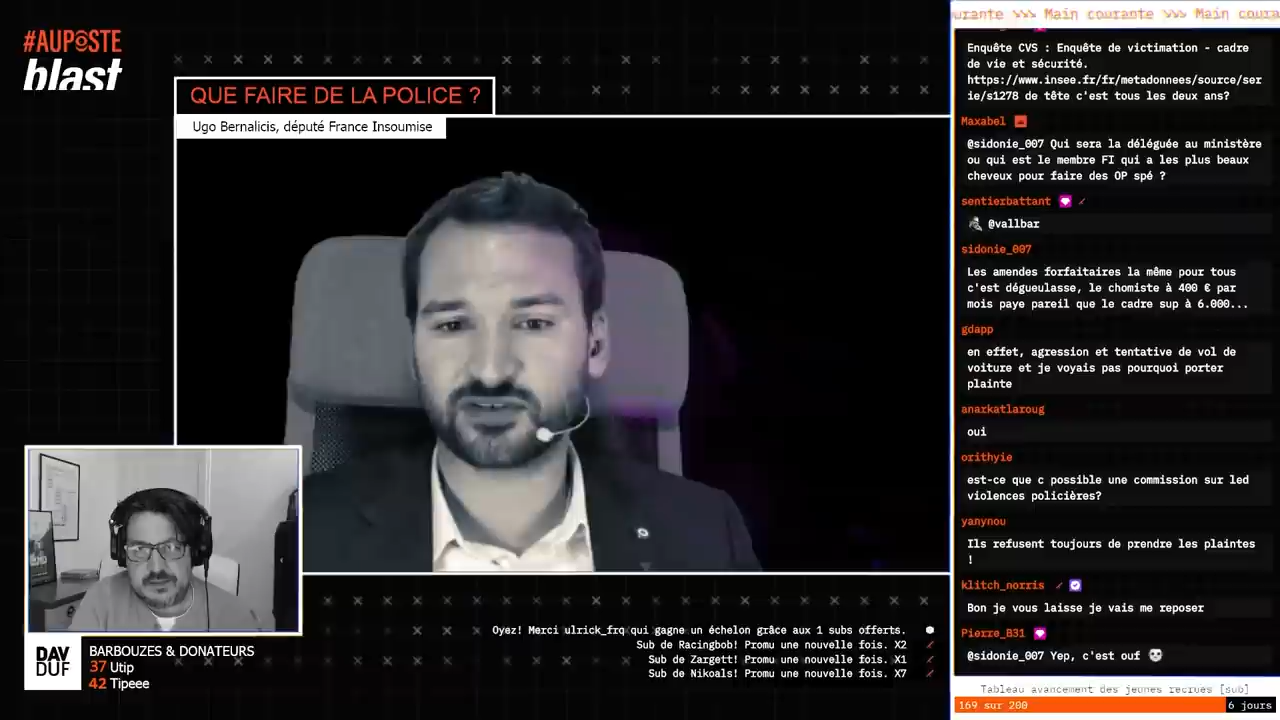 #AUPOSTE
blast
QUE FAIRE DE LA POLICE ?
Ugo Bernalicis, député France Insoumise
DAV
DUF
BARBOUZES & DONATEURS
37 Utip
42 Tipeee
Oyez! Merci ulrick_frq qui gagne un échelon grâce aux 1 subs offerts.
Sub de Racingbob! Promu une nouvelle fois. X2
Sub de Zargett! Promu une nouvelle fois. X1
Sub de Nikoals! Promu une nouvelle fois. X7
urante >>> Main courante >>> Main coura
Enquête CVS : Enquête de victimation - cadre
de vie et sécurité.
https://www.insee.fr/fr/metadonnees/source/ser
ie/s1278 de tête c'est tous les deux ans?
Maxabel
@sidonie_007 Qui sera la déléguée au ministère
ou qui est le membre FI qui a les plus beaux
cheveux pour faire des OP spé ?
sentierbattant
@vallbar
sidonie_007
Les amendes forfaitaires la même pour tous
c'est dégueulasse, le chomiste à 400 € par
mois paye pareil que le cadre sup à 6.000...
gdapp
en effet, agression et tentative de vol de
voiture et je voyais pas pourquoi porter
plainte
anarkatlaroug
oui
orithyie
est-ce que c possible une commission sur led
violences policières?
yanynou
Ils refusent toujours de prendre les plaintes
!
klitch_norris
Bon je vous laisse je vais me reposer
Pierre_B31
@sidonie_007 Yep, c'est ouf
Tableau avancement des jeunes recrues [sub]
169 sur 200
6 jours